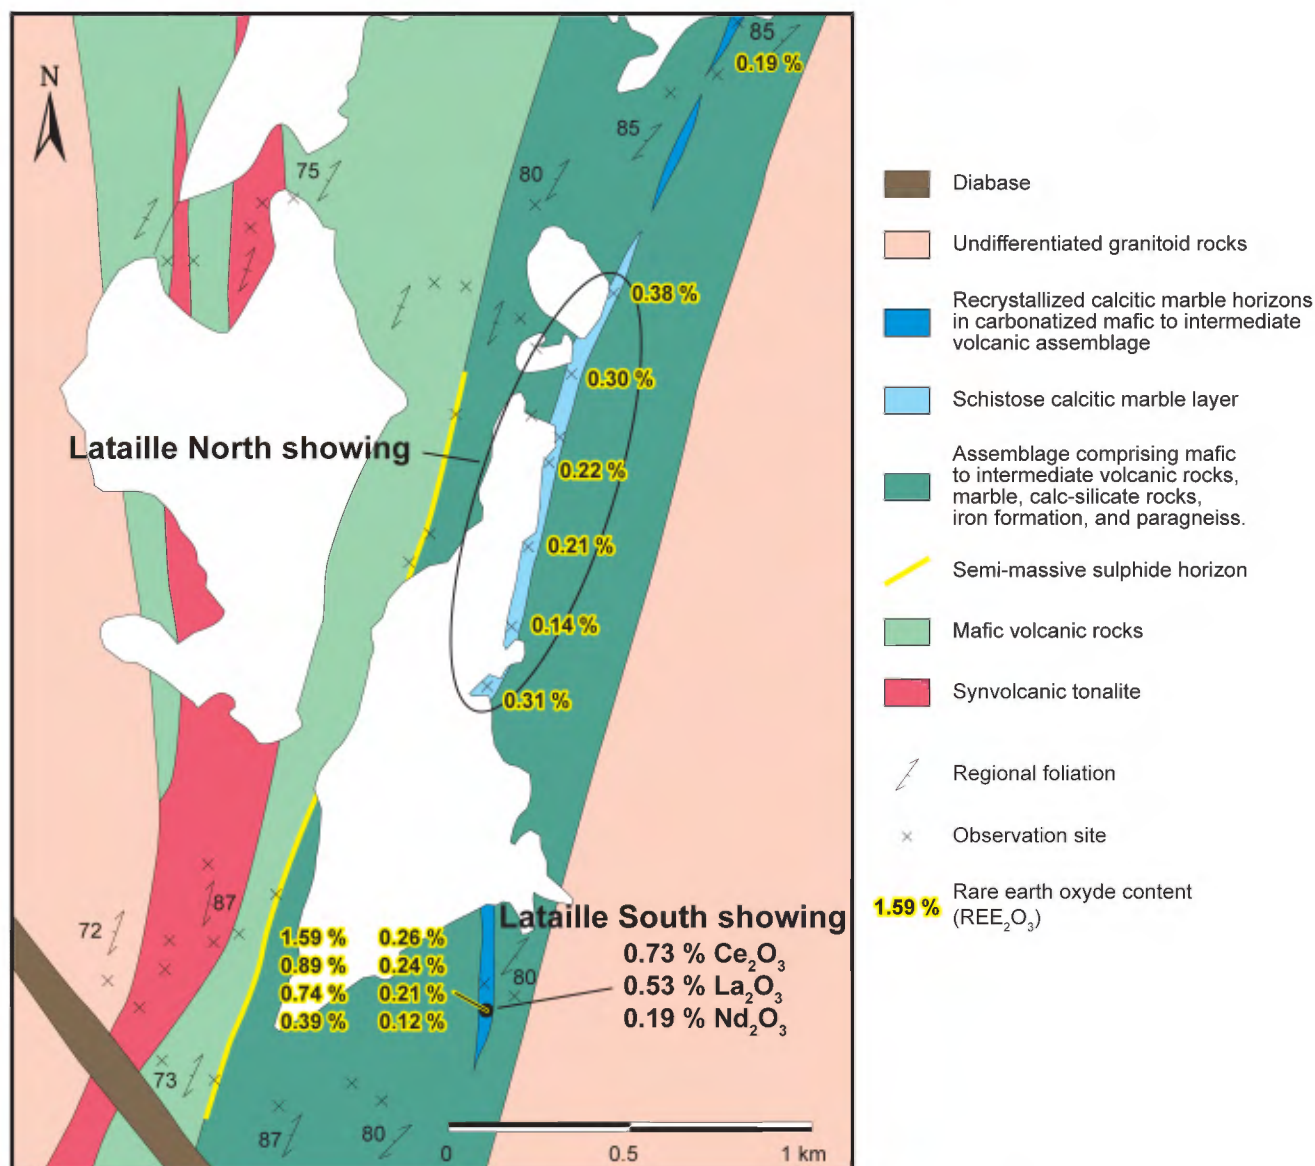 N
85
0.19 %
85
75
80
0.38 %
0.30 %
Lataille North showing
0.22 %
0.21 %
0.14 %
0.31 %
87
72
Lataille South showing
1.59 % 0.26 %
0.89 % 0.24 %
0.74 % 0.21 %
0.39 % 0.12 %
0.73 % Ce₂O₃
0.53 % La₂O₃
0.19 % Nd₂O₃
80
73
87
80
0 0.5 1 km
Diabase
Undifferentiated granitoid rocks
Recrystallized calcitic marble horizons
in carbonatized mafic to intermediate
volcanic assemblage
Schistose calcitic marble layer
Assemblage comprising mafic
to intermediate volcanic rocks,
marble, calc-silicate rocks,
iron formation, and paragneiss.
Semi-massive sulphide horizon
Mafic volcanic rocks
Synvolcanic tonalite
Regional foliation
Observation site
1.59 % Rare earth oxyde content
(REE₂O₃)